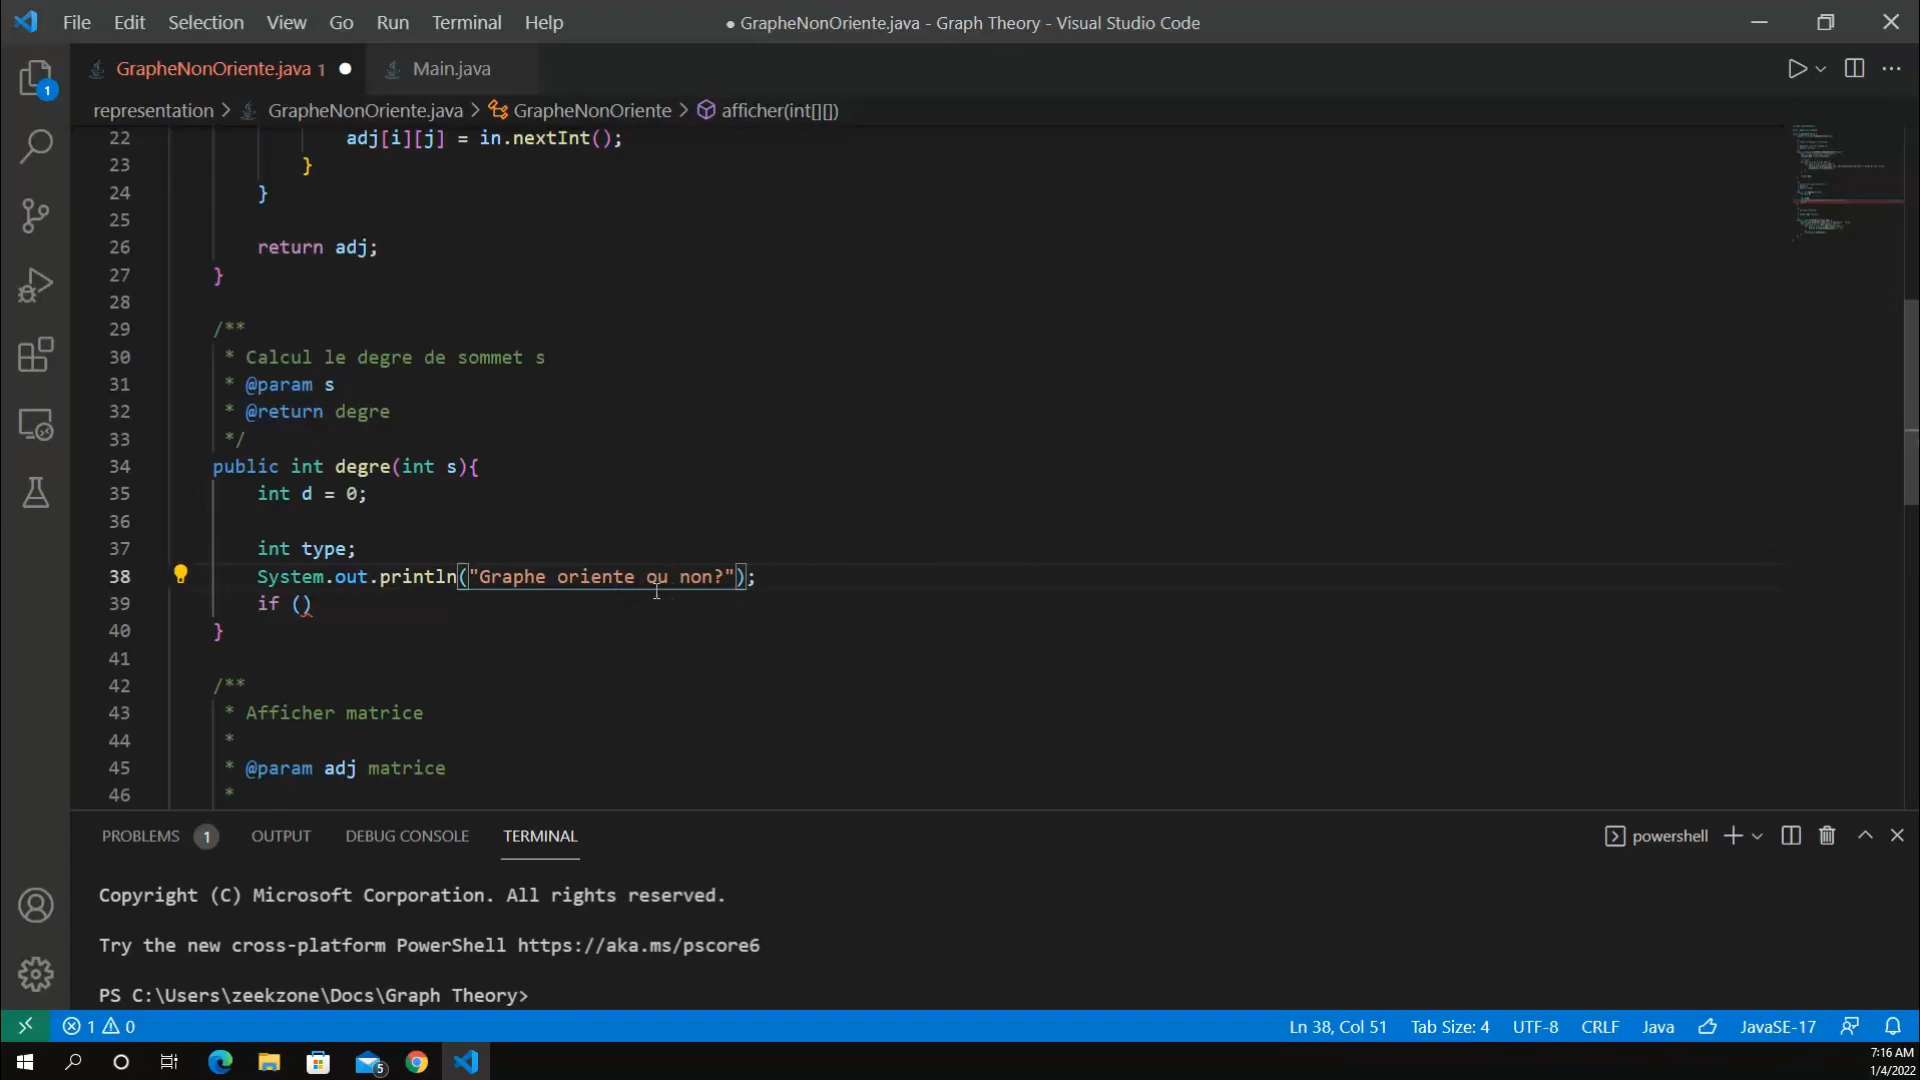 File Edit Selection View Go Run Terminal Help ● GrapheNonOriente.java - Graph Theory - Visual Studio Code
GrapheNonOriente.java 1 ● Main.java
1
representation > GrapheNonOriente.java > GrapheNonOriente > afficher(int[][])
22 adj[i][j] = in.nextInt();
23 }
24 }
25
26 return adj;
27 }
28
29 /**
30 * Calcul le degre de sommet s
31 * @param s
32 * @return degre
33 */
34 public int degre(int s){
35 int d = 0;
36
37 int type;
38 System.out.println("Graphe oriente ou non?");
39 if ()
40 }
41
42 /**
43 * Afficher matrice
44 *
45 * @param adj matrice
46 *
PROBLEMS 1 OUTPUT DEBUG CONSOLE TERMINAL powershell
Copyright (C) Microsoft Corporation. All rights reserved.
Try the new cross-platform PowerShell https://aka.ms/pscore6
PS C:\Users\zeekzone\Docs\Graph Theory>
1 0 Ln 38, Col 51 Tab Size: 4 UTF-8 CRLF Java JavaSE-17
5
7:16 AM
1/4/2022